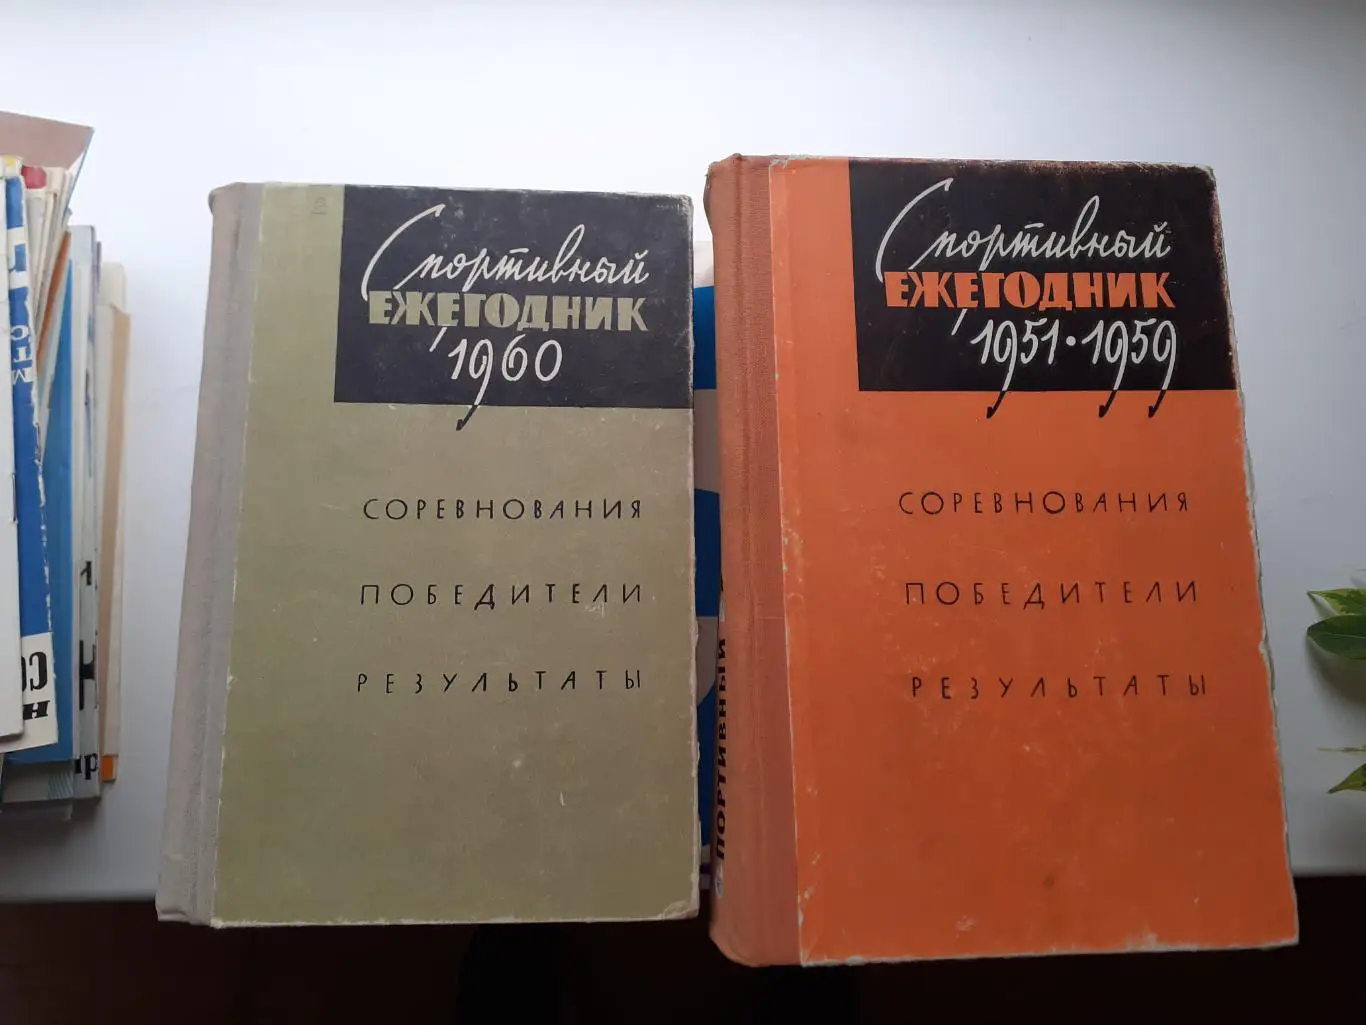 Спортивный
ЕЖЕГОДНИК
1960
СОРЕВНОВАНИЯ
ПОБЕДИТЕЛИ
РЕЗУЛЬТАТЫ
Спортивный
ЕЖЕГОДНИК
1951·1959
СОРЕВНОВАНИЯ
ПОБЕДИТЕЛИ
РЕЗУЛЬТАТЫ
ПОРТИВНЫЙ